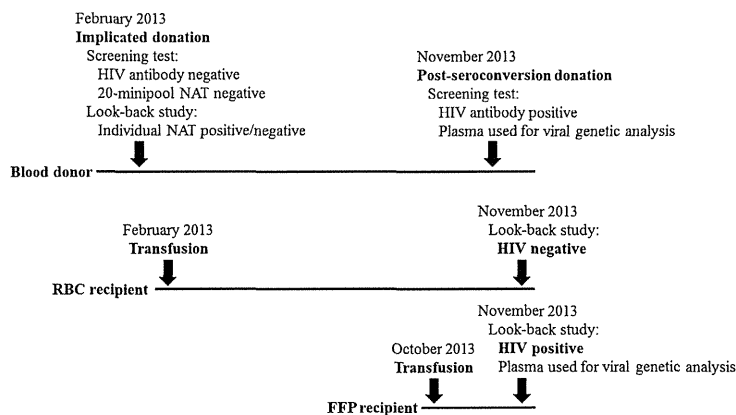 February 2013
Implicated donation
Screening test:
HIV antibody negative
20-minipool NAT negative
Look-back study:
Individual NAT positive/negative
November 2013
Post-seroconversion donation
Screening test:
HIV antibody positive
Plasma used for viral genetic analysis
Blood donor
February 2013
Transfusion
November 2013
Look-back study:
HIV negative
RBC recipient
October 2013
Transfusion
November 2013
Look-back study:
HIV positive
Plasma used for viral genetic analysis
FFP recipient